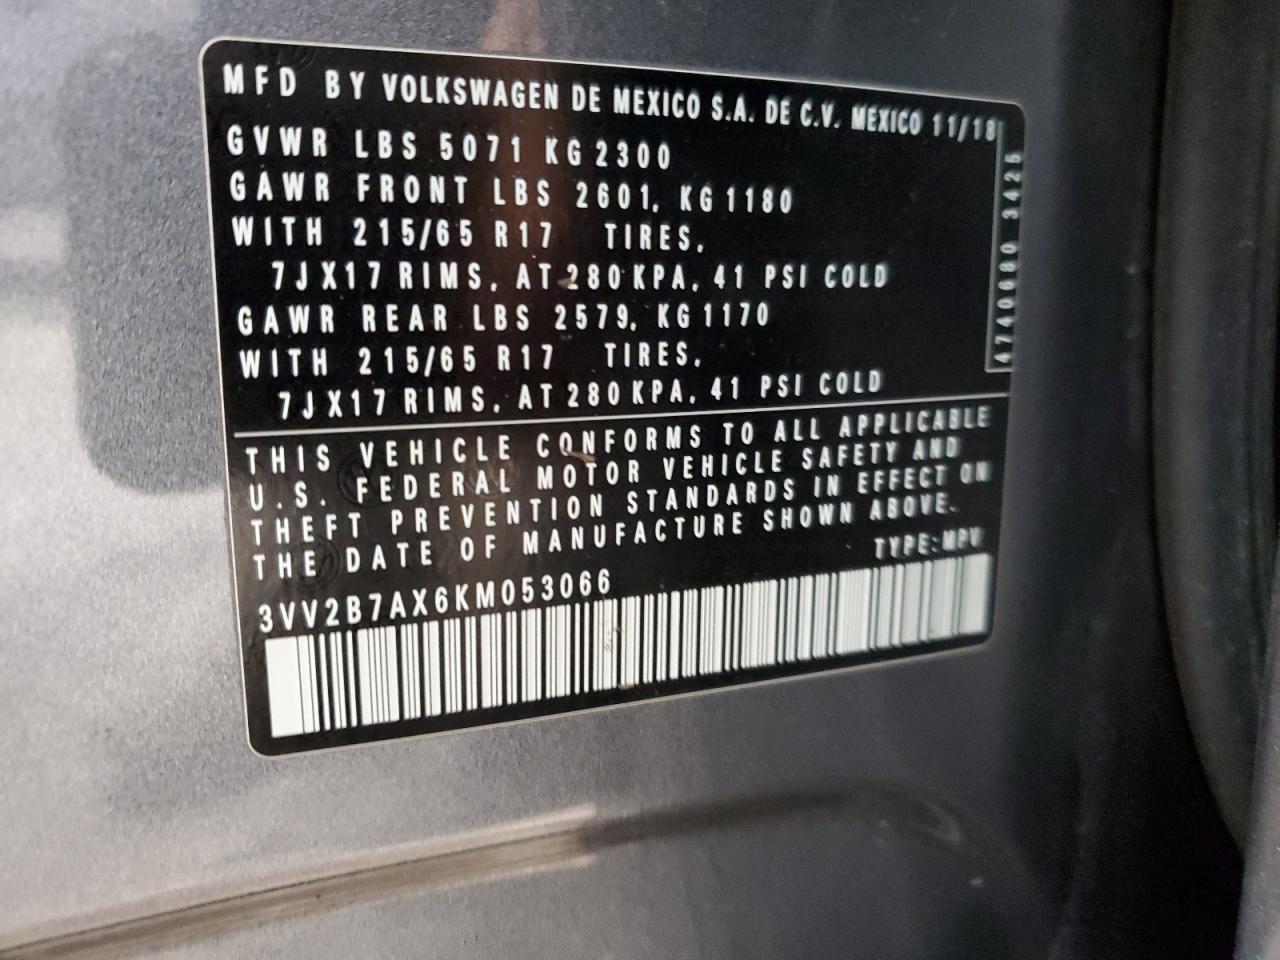 MFD BY VOLKSWAGEN DE MEXICO S.A. DE C.V. MEXICO 11/18
GVWR LBS 5071 KG 2300
GAWR FRONT LBS 2601, KG 1180
WITH 215/65 R17 TIRES,
7JX17 RIMS, AT 280 KPA, 41 PSI COLD
GAWR REAR LBS 2579, KG 1170
WITH 215/65 R17 TIRES,
7JX17 RIMS, AT 280 KPA, 41 PSI COLD
4740680 3425
THIS VEHICLE CONFORMS TO ALL APPLICABLE
U.S. FEDERAL MOTOR VEHICLE SAFETY AND
THEFT PREVENTION STANDARDS IN EFFECT ON
THE DATE OF MANUFACTURE SHOWN ABOVE.
TYPE: MPV
3VV2B7AX6KM053066